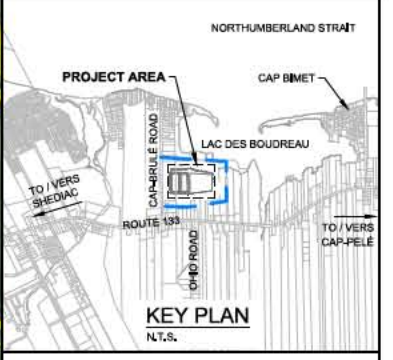 NORTHUMBERLAND STRAIT
PROJECT AREA
CAP BIMET
CAP-BRULÉ ROAD
LAC DES BOUDREAU
TO / VERS
SHEDIAC
ROUTE 133
OHIO ROAD
TO / VERS
CAP-PELÉ
KEY PLAN
N.T.S.